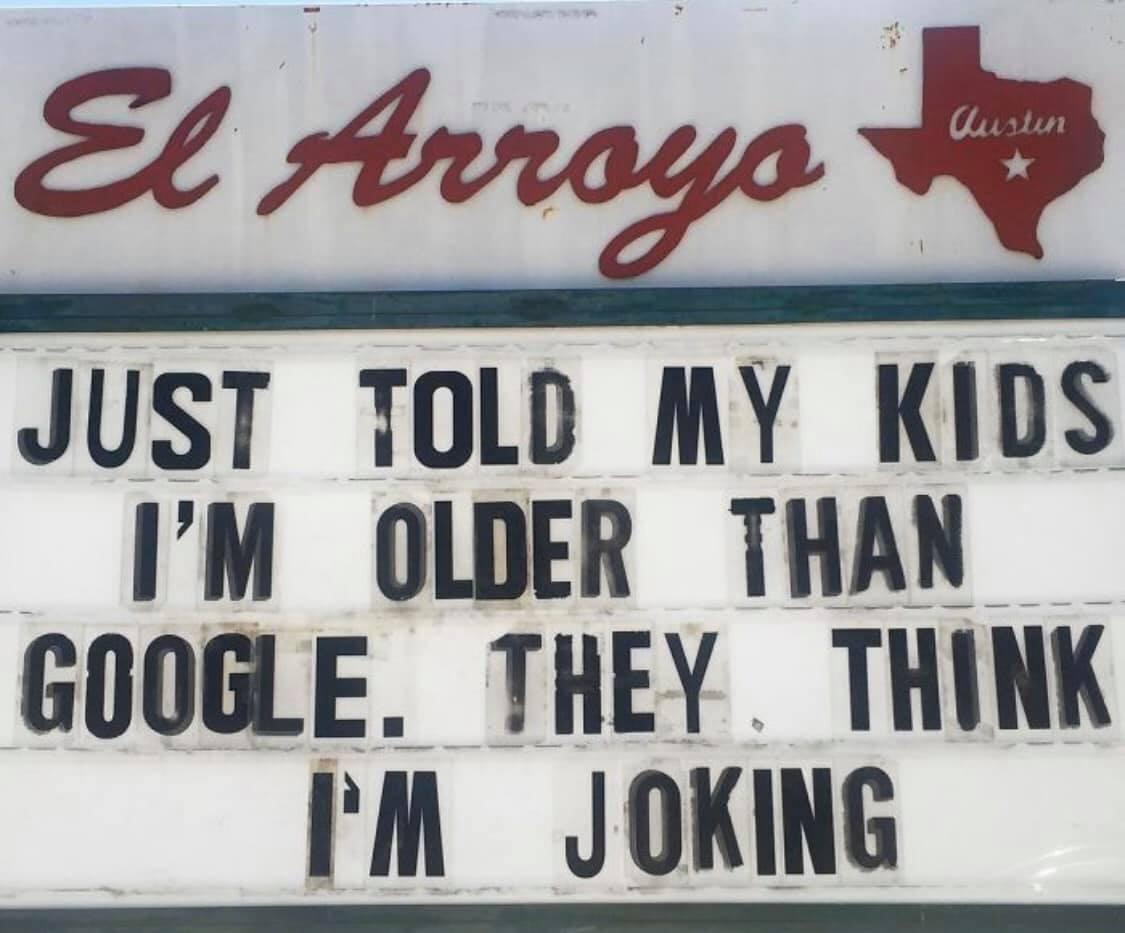 El Arroyo
Austin
JUST TOLD MY KIDS
I'M OLDER THAN
GOOGLE. THEY THINK
I'M JOKING